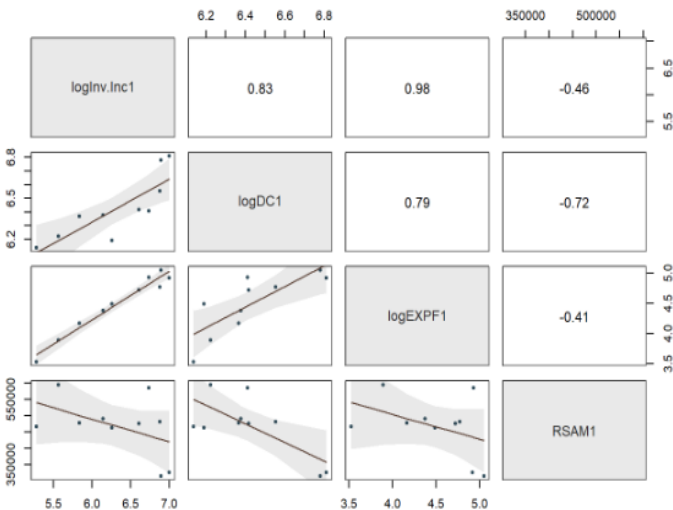 6.2 6.4 6.6 6.8 350000 500000
logInv.Inc1 0.83 0.98 -0.46
5.5 6.5
logDC1 0.79 -0.72
6.2 6.5 6.8
logEXPF1 -0.41
3.5 4.0 4.5 5.0
RSAM1
350000 550000
5.5 6.0 6.5 7.0 3.5 4.0 4.5 5.0